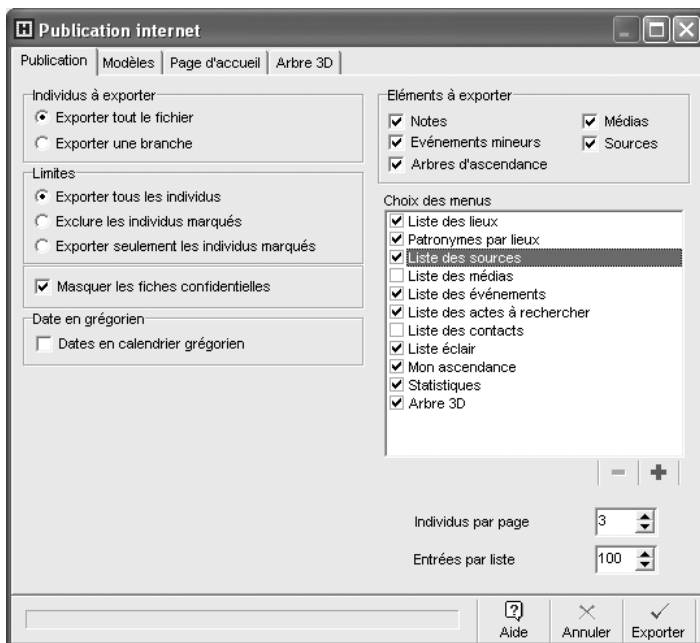 Publication internet
Publication
Modèles
Page d'accueil
Arbre 3D
Individus à exporter
Exporter tout le fichier
Exporter une branche
Limites
Exporter tous les individus
Exclure les individus marqués
Exporter seulement les individus marqués
Masquer les fiches confidentielles
Date en grégorien
Dates en calendrier grégorien
Eléments à exporter
Notes
Médias
Evénements mineurs
Sources
Arbres d'ascendance
Choix des menus
Liste des lieux
Patronymes par lieux
Liste des sources
Liste des médias
Liste des événements
Liste des actes à rechercher
Liste des contacts
Liste éclair
Mon ascendance
Statistiques
Arbre 3D
Individus par page
3
Entrées par liste
100
Aide
Annuler
Exporter